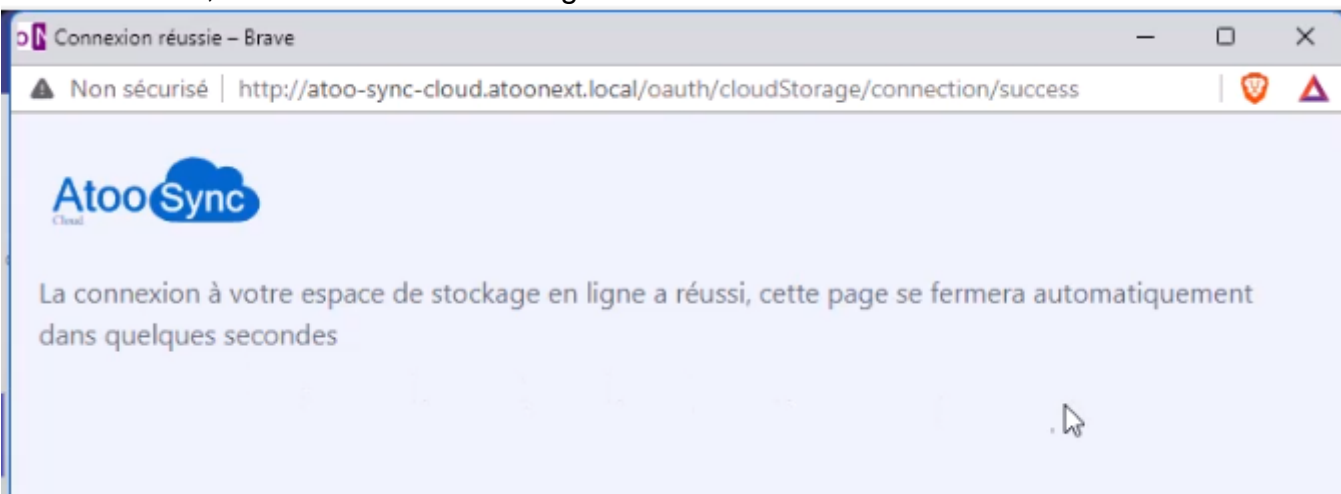 Connexion réussie – Brave
Non sécurisé | http://atoo-sync-cloud.atoonext.local/oauth/cloudStorage/connection/success
Atoo Sync
Cloud
La connexion à votre espace de stockage en ligne a réussi, cette page se fermera automatiquement
dans quelques secondes